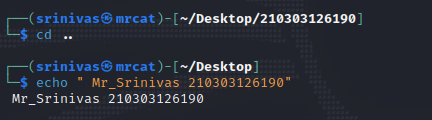 ┌──(srinivas㉿mrcat)-[~/Desktop/210303126190]
└─$ cd ..
┌──(srinivas㉿mrcat)-[~/Desktop]
└─$ echo " Mr_Srinivas 210303126190"
 Mr_Srinivas 210303126190